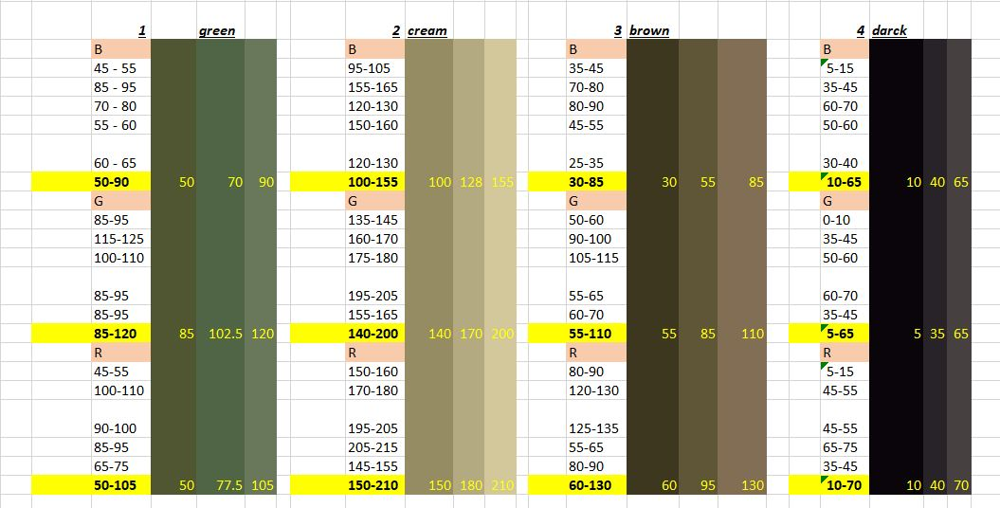 1 green 2 cream 3 brown 4 darck
B B B B
45 - 55 95-105 35-45 5-15
85 - 95 155-165 70-80 35-45
70 - 80 120-130 80-90 60-70
55 - 60 150-160 45-55 50-60
60 - 65 120-130 25-35 30-40
50-90 50 70 90 100-155 100 128 155 30-85 30 55 85 10-65 10 40 65
G G G G
85-95 135-145 50-60 0-10
115-125 160-170 90-100 35-45
100-110 175-180 105-115 50-60
85-95 195-205 55-65 60-70
85-95 155-165 60-70 35-45
85-120 85 102.5 120 140-200 140 170 200 55-110 55 85 110 5-65 5 35 65
R R R R
45-55 150-160 80-90 5-15
100-110 170-180 120-130 45-55
90-100 195-205 125-135 45-55
85-95 205-215 55-65 65-75
65-75 145-155 80-90 35-45
50-105 50 77.5 105 150-210 150 180 210 60-130 60 95 130 10-70 10 40 70